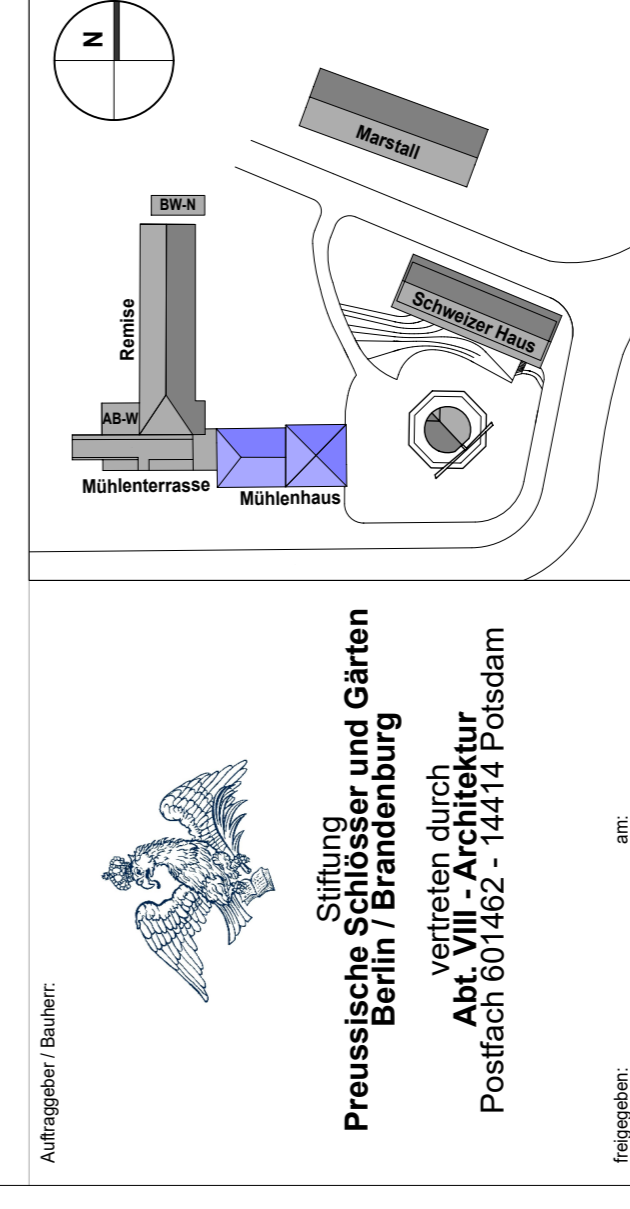 N
Marstall
BW-N
Remise
Schweizer Haus
AB-W
Mühlenterrasse
Mühlenhaus
Auftraggeber / Bauherr:
Stiftung
Preussische Schlösser und Gärten
Berlin / Brandenburg
vertreten durch
Abt. VIII - Architektur
Postfach 601462 - 14414 Potsdam
freigegeben:
am: